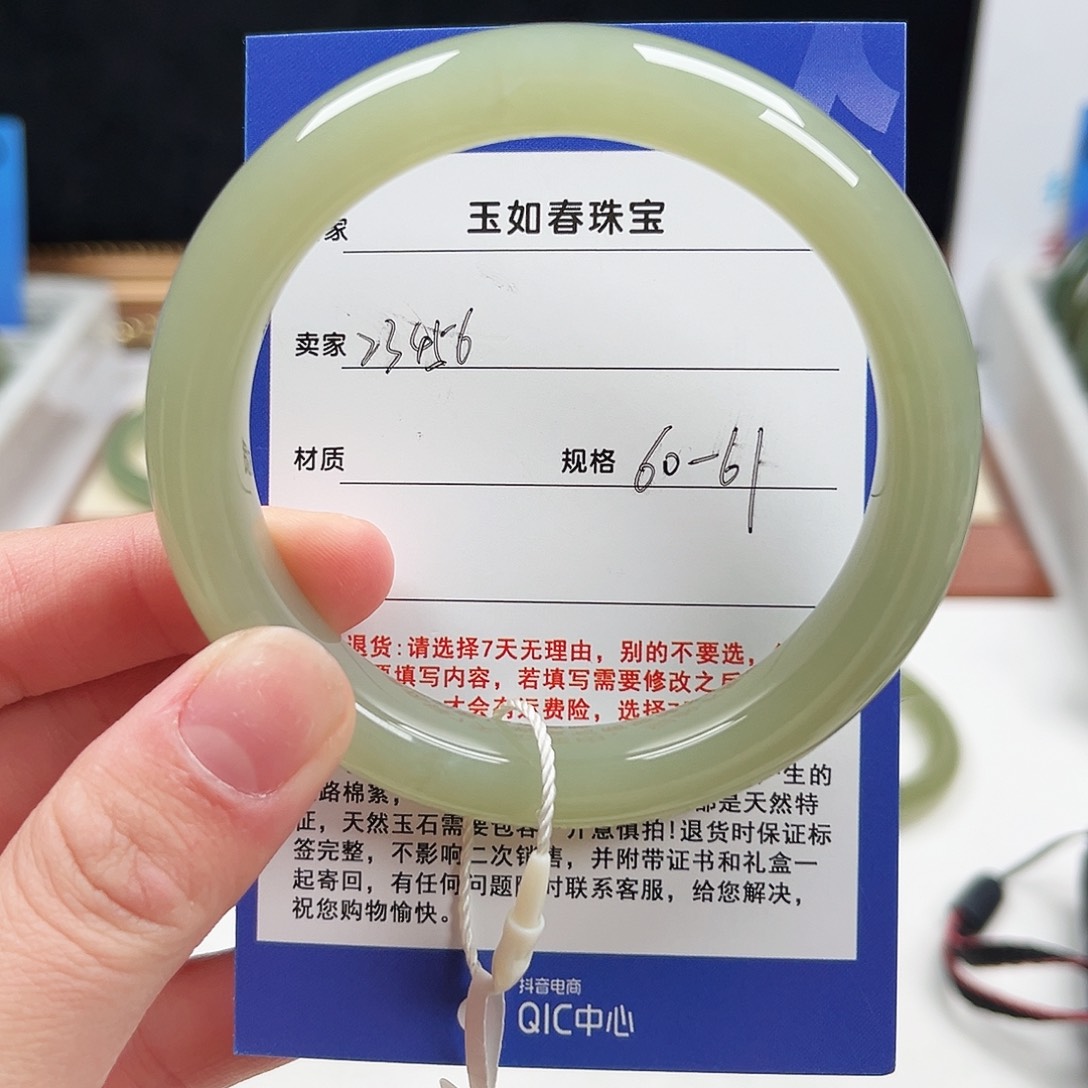 家 玉如春珠宝
卖家 23456
材质 规格 60-61
退货:请选择7天无理由，别的不要选，
填写内容，若填写需要修改之后
才会有运费险，选择7
生的
路棉絮，都是天然特
征，天然玉石需要包容 介意慎拍!退货时保证标
签完整，不影响二次销售，并附带证书和礼盒一
起寄回，有任何问题 时联系客服，给您解决，
祝您购物愉快。
抖音电商
QIC中心